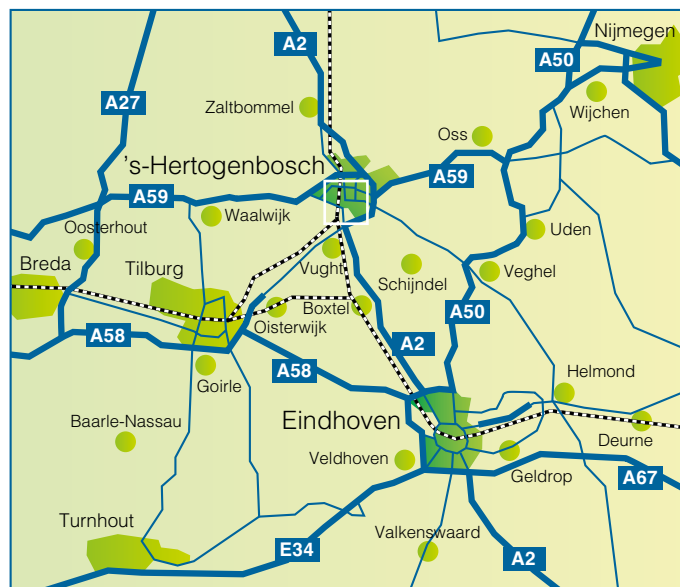 Nijmegen
A2
A50
A27
Zaltbommel
Wijchen
Oss
's-Hertogenbosch
A59
A59
Waalwijk
Oosterhout
Uden
Breda
Tilburg
Vught
Schijndel
Veghel
Oisterwijk
Boxtel
A50
A58
A2
Goirle
A58
Helmond
Baarle-Nassau
Eindhoven
Deurne
Veldhoven
Geldrop
A67
Turnhout
Valkenswaard
E34
A2